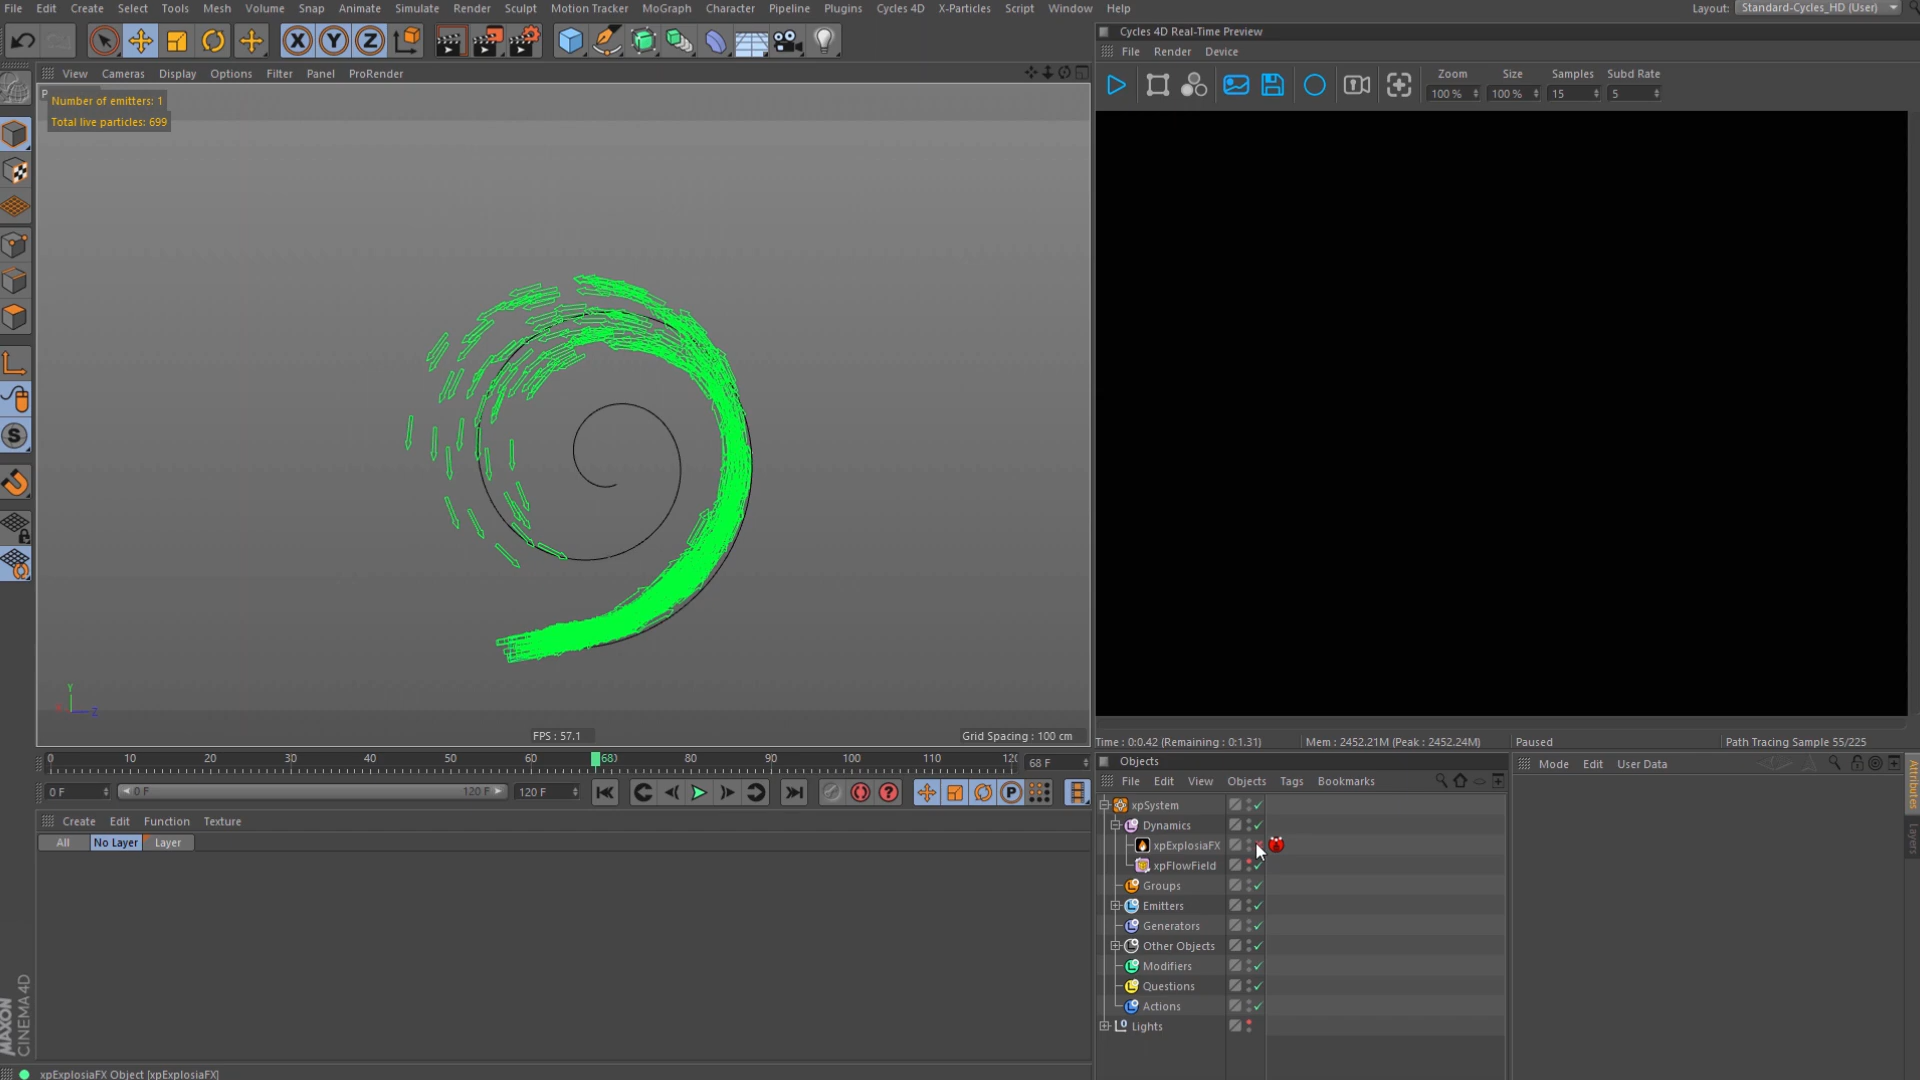 File Edit Create Select Tools Mesh Volume Snap Animate Simulate Render Sculpt Motion Tracker MoGraph Character Pipeline Plugins Cycles 4D X-Particles Script Window Help
Layout: Standard-Cycles_HD (User)
Cycles 4D Real-Time Preview
File Render Device
View Cameras Display Options Filter Panel ProRender
Zoom Size Samples Subd Rate
100 % 100 % 15 5
X Y Z
P
Number of emitters: 1
Total live particles: 699
S
Y
Z
FPS : 57.1
Grid Spacing : 100 cm
Time : 0:0.42 (Remaining : 0:1.31) Mem : 2452.21M (Peak : 2452.24M) Paused Path Tracing Sample 55/225
0 10 20 30 40 50 60 68 80 90 100 110 12
68 F
0 F 0 F 120 F 120 F
P
Create Edit Function Texture
All No Layer Layer
Objects
File Edit View Objects Tags Bookmarks
Mode Edit User Data
xpSystem
Dynamics
xpExplosiaFX
xpFlowField
Groups
Emitters
Generators
Other Objects
Modifiers
Questions
Actions
Lights
Attributes
Layers
MAXON
CINEMA 4D
xpExplosiaFX Object [xpExplosiaFX]